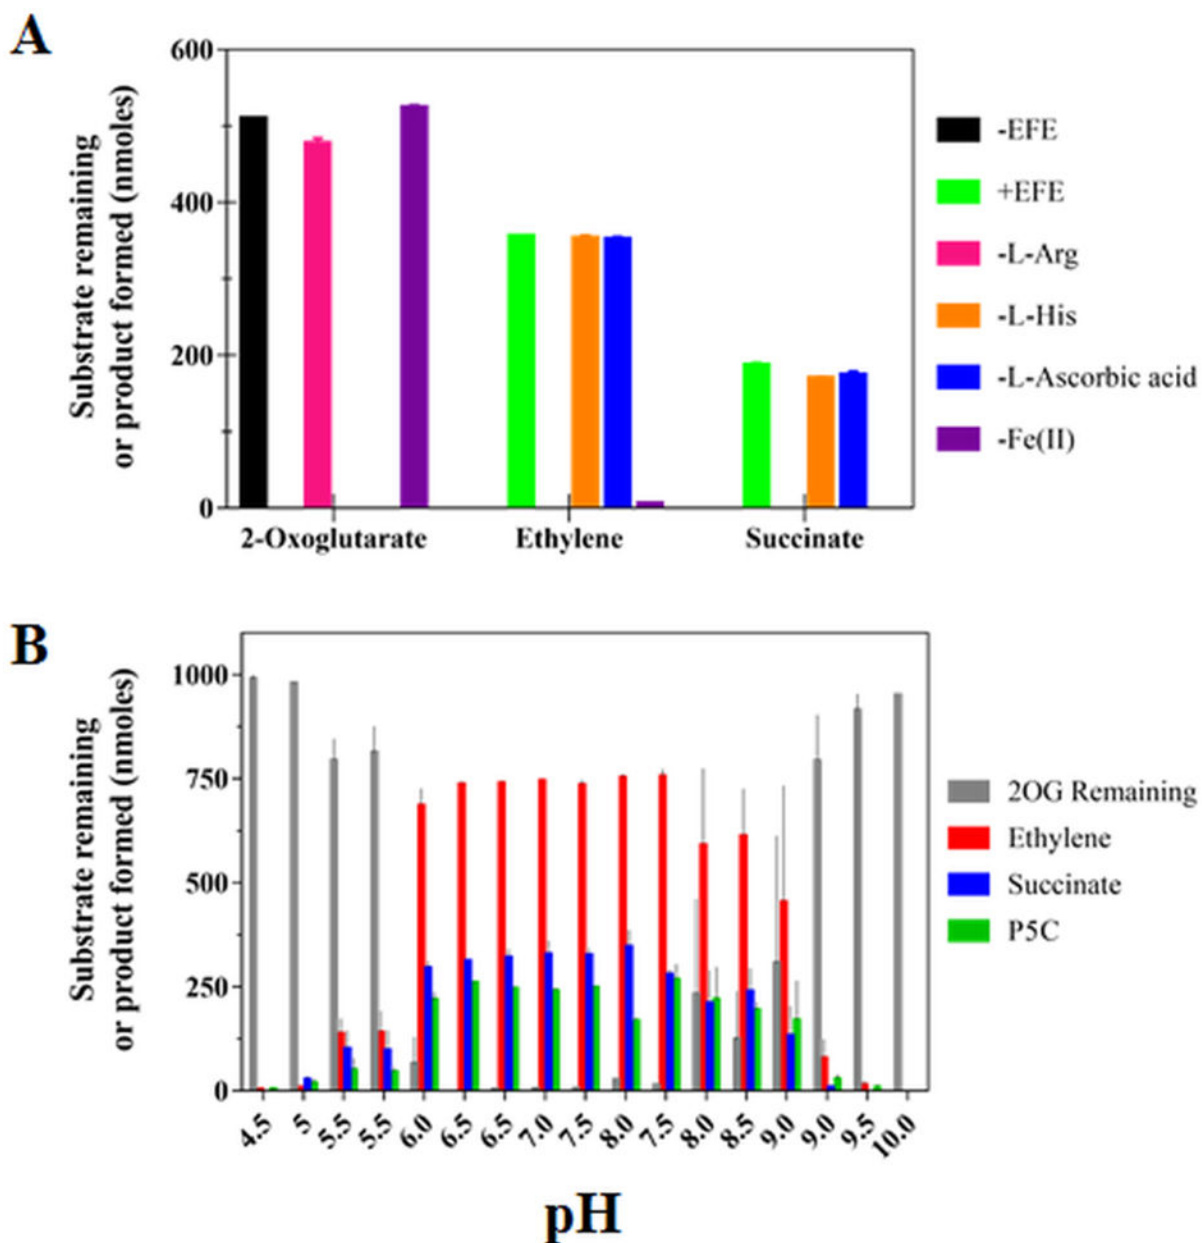 A
Substrate remaining
or product formed (nmoles)
600
400
200
0
2-Oxoglutarate
Ethylene
Succinate
-EFE
+EFE
-L-Arg
-L-His
-L-Ascorbic acid
-Fe(II)
B
Substrate remaining
or product formed (nmoles)
1000
750
500
250
0
4.5
5
5.5
5.5
6.0
6.5
6.5
7.0
7.5
8.0
7.5
8.0
8.5
9.0
9.0
9.5
10.0
pH
2OG Remaining
Ethylene
Succinate
P5C